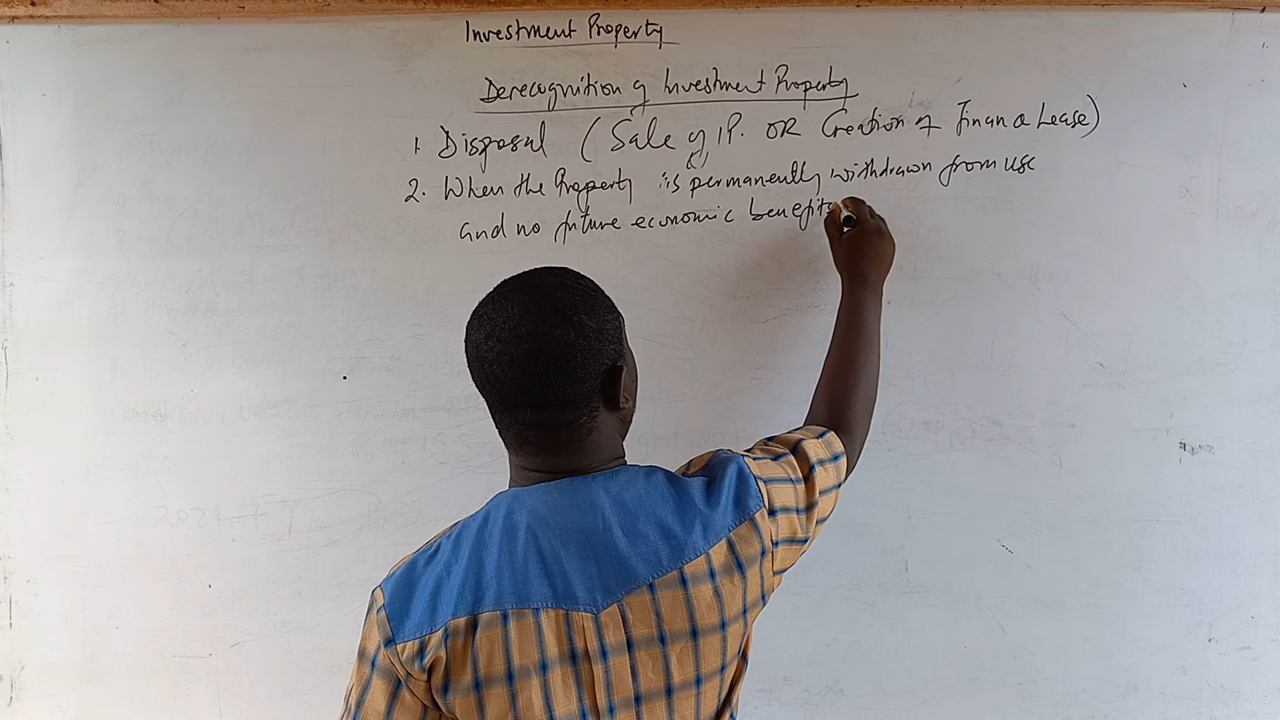 Investment Property
Derecognition of Investment Property
1. Disposal (Sale of IP. OR Creation of Finance Lease)
2. When the Property is permanently withdrawn from use
and no future economic benefits